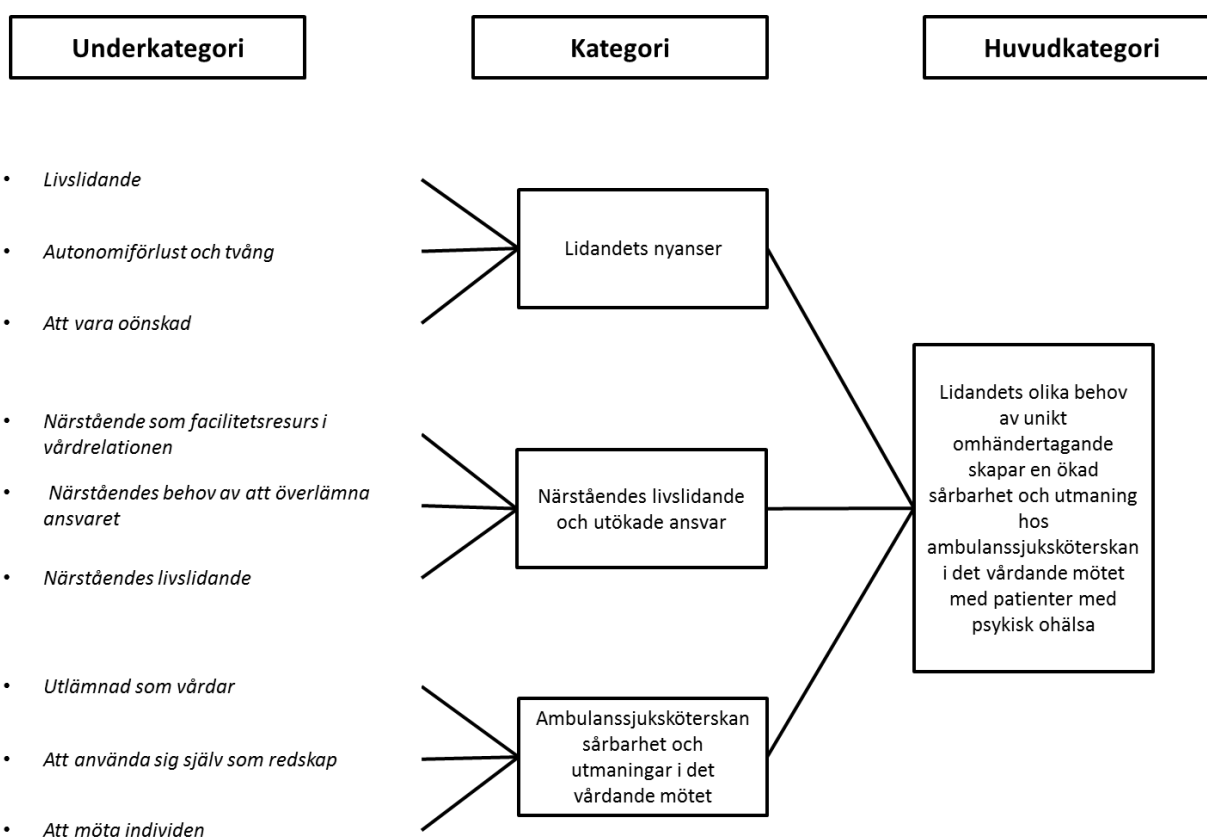 Underkategori
Kategori
Huvudkategori
• Livslidande
• Autonomiförlust och tvång
• Att vara oönskad
• Närstående som facilitetsresurs i
vårdrelationen
• Närståendes behov av att överlämna
ansvaret
• Närståendes livslidande
• Utlämnad som vårdar
• Att använda sig själv som redskap
• Att möta individen
Lidandets nyanser
Närståendes livslidande
och utökade ansvar
Ambulanssjuksköterskan
sårbarhet och
utmaningar i det
vårdande mötet
Lidandets olika behov
av unikt
omhändertagande
skapar en ökad
sårbarhet och utmaning
hos
ambulanssjuksköterskan
i det vårdande mötet
med patienter med
psykisk ohälsa